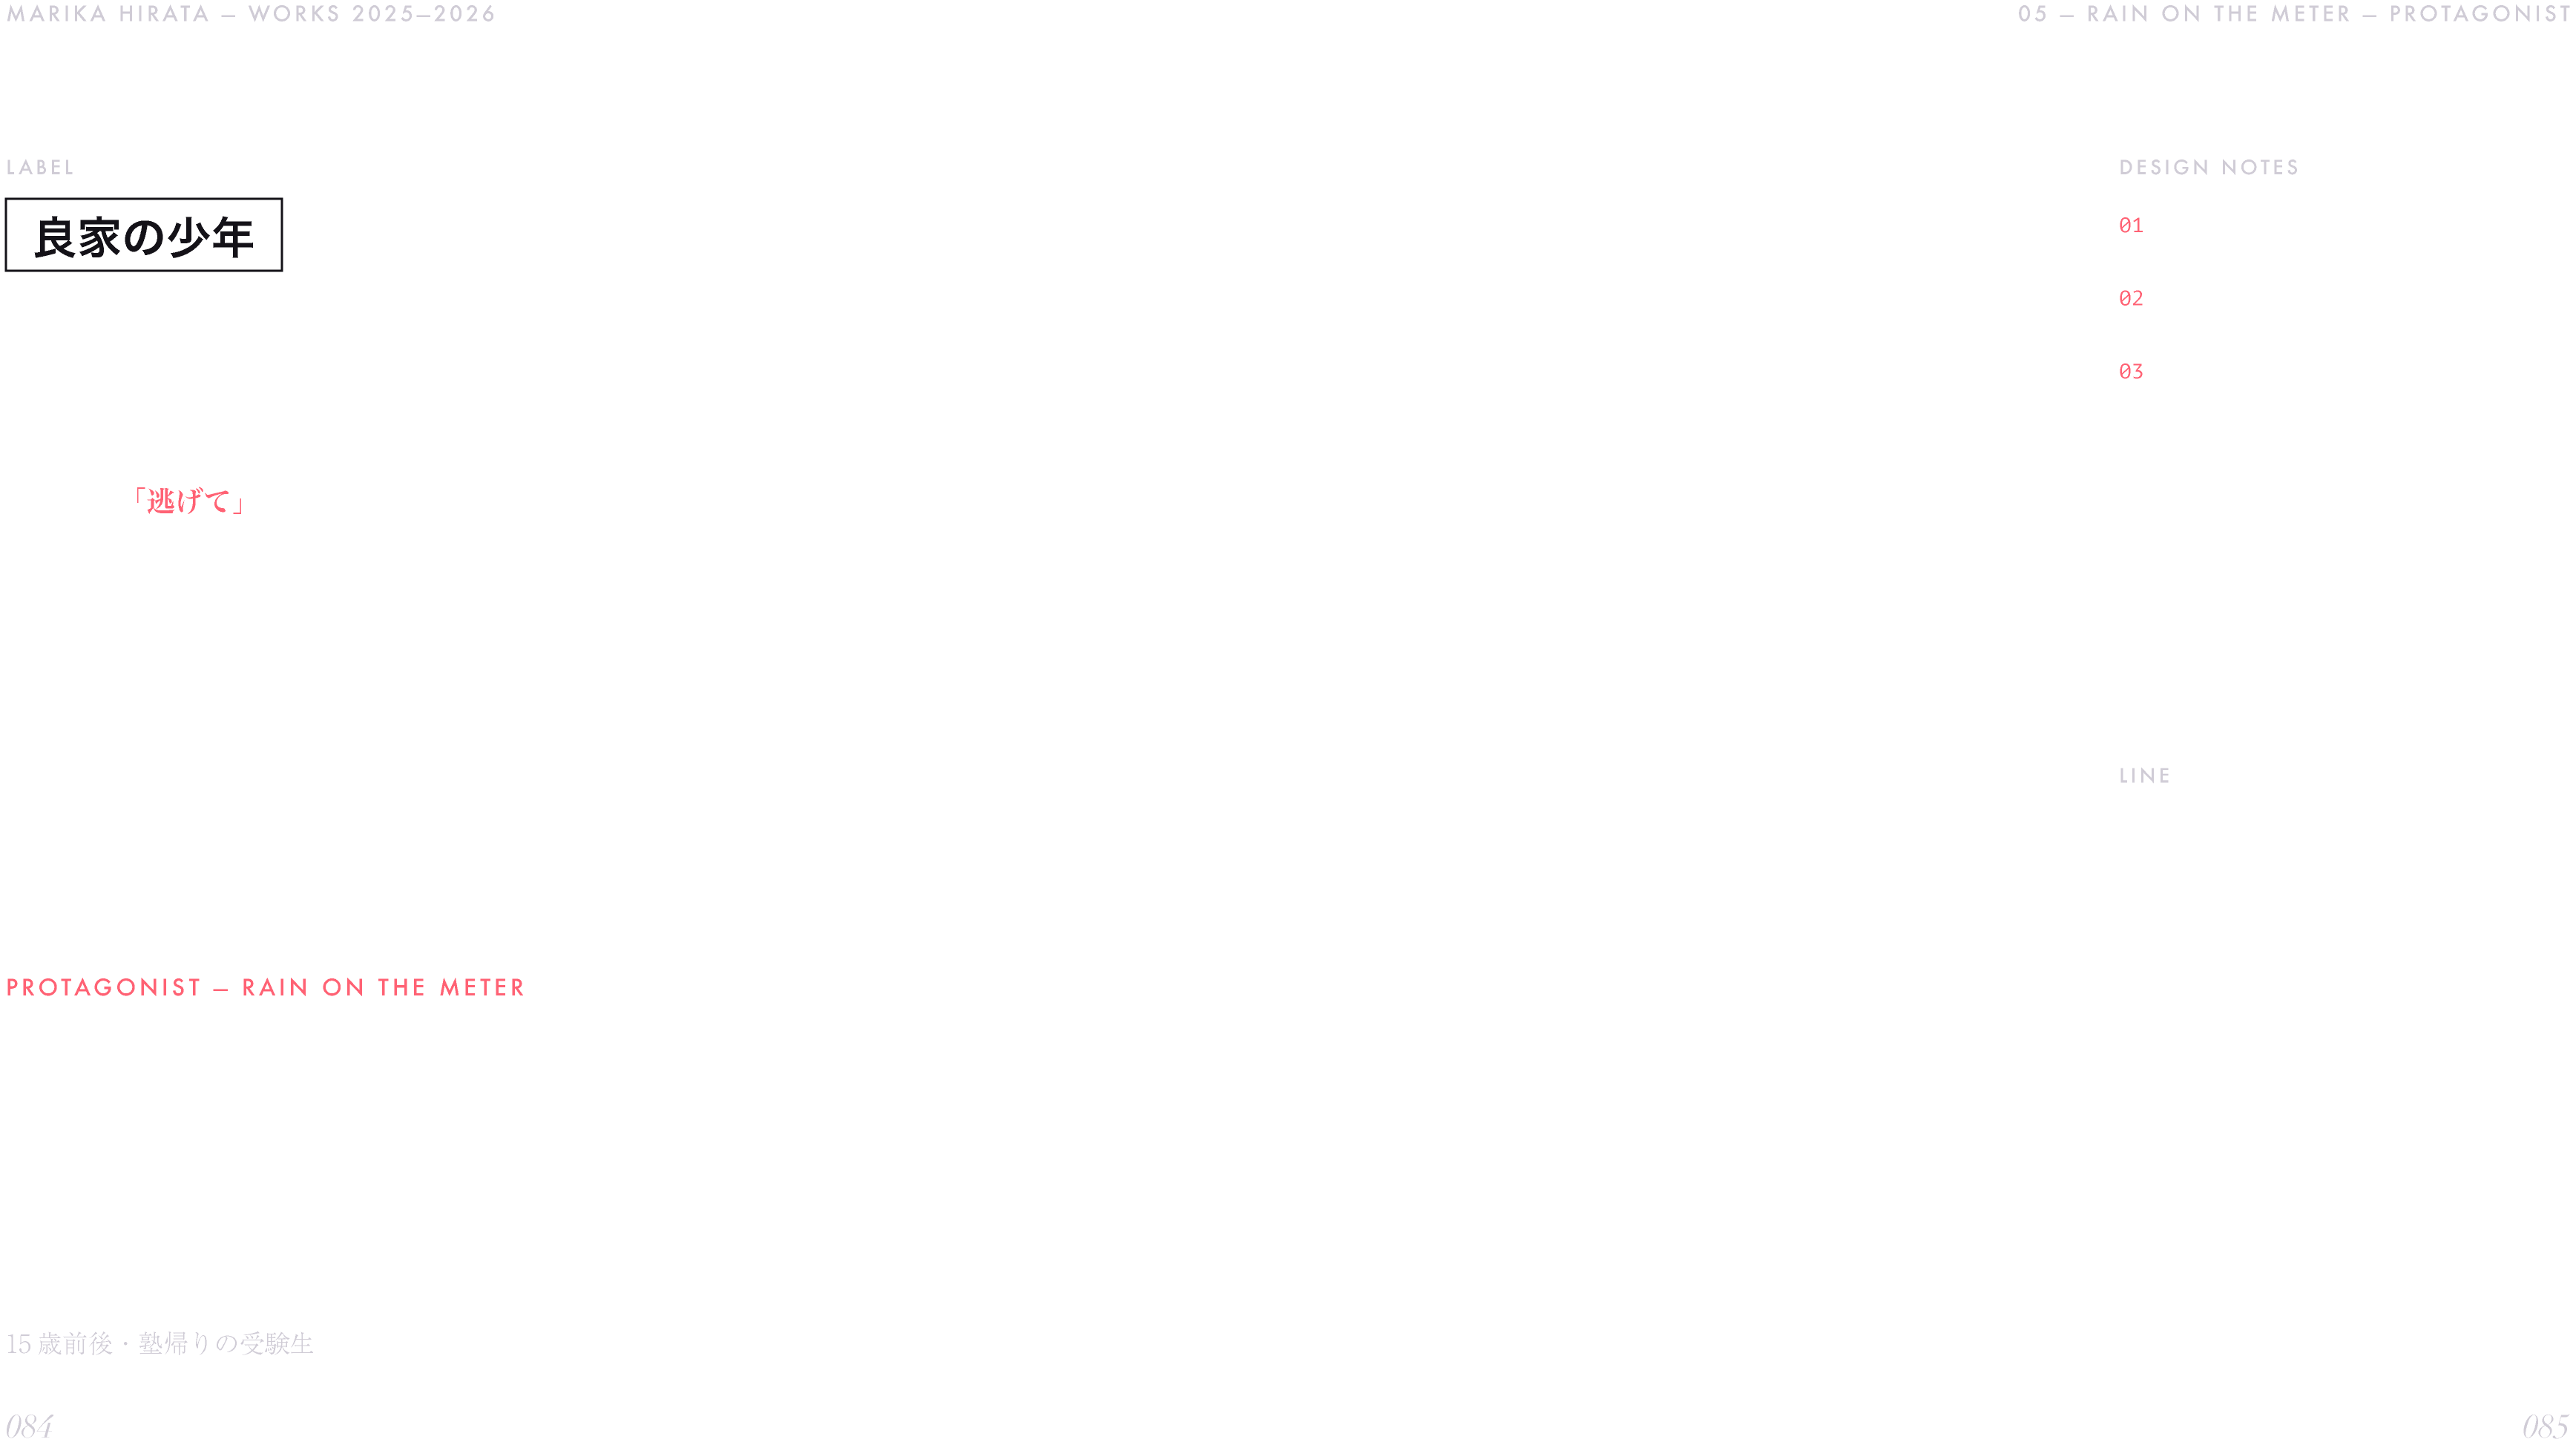 MARIKA HIRATA — WORKS 2025—2026
05 — RAIN ON THE METER — PROTAGONIST
LABEL
良家の少年
「逃げて」
PROTAGONIST — RAIN ON THE METER
15 歳前後・塾帰りの受験生
084
DESIGN NOTES
01
02
03
LINE
085